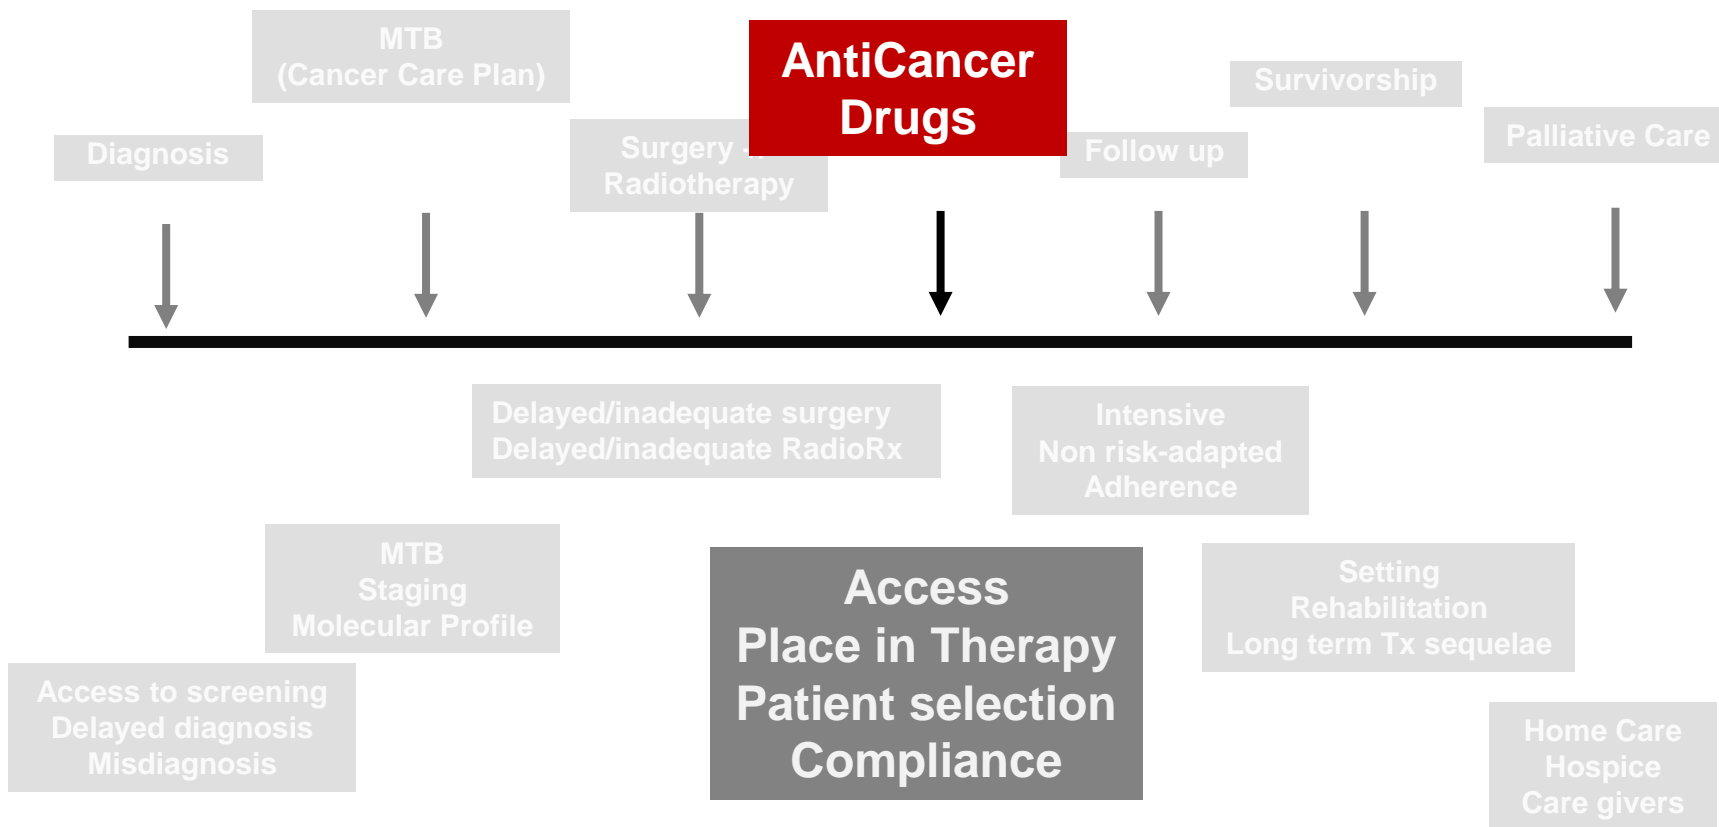 MTB
(Cancer Care Plan)
AntiCancer
Drugs
Survivorship
Diagnosis
Surgery
Radiotherapy
Follow up
Palliative Care
Delayed/inadequate surgery
Delayed/inadequate RadioRx
Intensive
Non risk-adapted
Adherence
MTB
Staging
Molecular Profile
Access
Place in Therapy
Patient selection
Compliance
Setting
Rehabilitation
Long term Tx sequelae
Access to screening
Delayed diagnosis
Misdiagnosis
Home Care
Hospice
Care givers